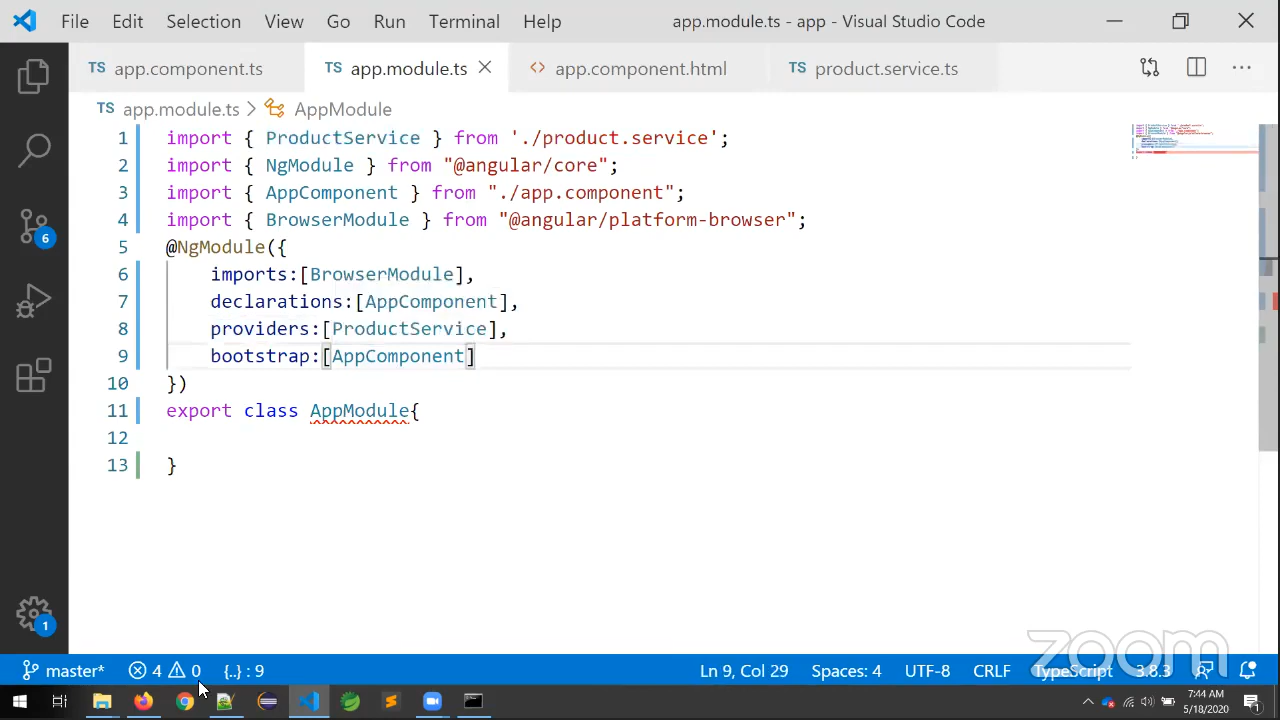 File Edit Selection View Go Run Terminal Help app.module.ts - app - Visual Studio Code
TS app.component.ts TS app.module.ts <> app.component.html TS product.service.ts
TS app.module.ts > AppModule
1 import { ProductService } from './product.service';
2 import { NgModule } from "@angular/core";
3 import { AppComponent } from "./app.component";
4 import { BrowserModule } from "@angular/platform-browser";
5 @NgModule({
6 imports:[BrowserModule],
7 declarations:[AppComponent],
8 providers:[ProductService],
9 bootstrap:[AppComponent]
10 })
11 export class AppModule{
12
13 }
6
1
zoom
master* 4 0 {..} : 9 Ln 9, Col 29 Spaces: 4 UTF-8 CRLF TypeScript 3.8.3
7:44 AM
5/18/2020
1